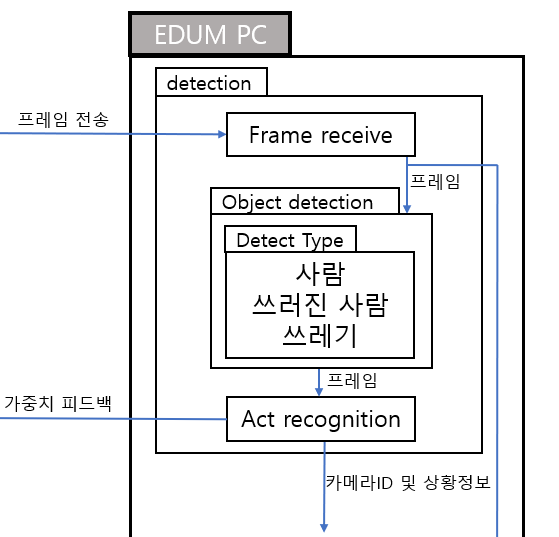 EDUM PC
detection
프레임 전송
Frame receive
프레임
Object detection
Detect Type
사람
쓰러진 사람
쓰레기
프레임
가중치 피드백
Act recognition
카메라ID 및 상황정보